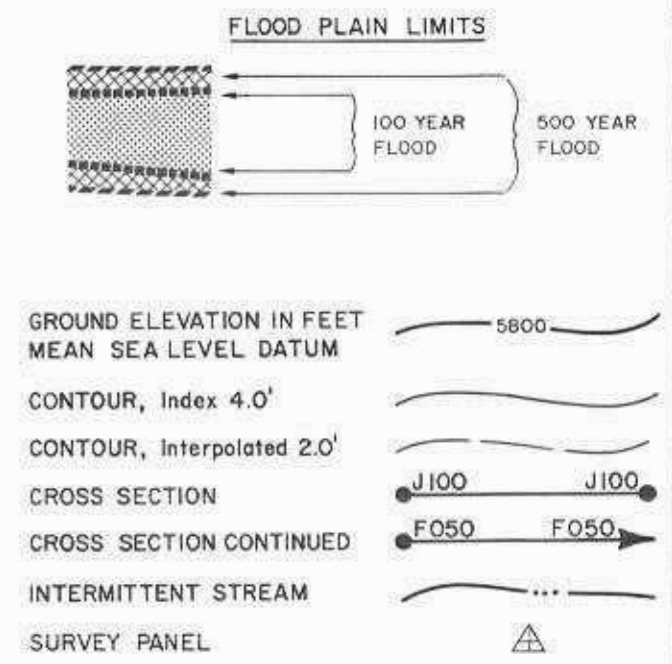 FLOOD PLAIN LIMITS
100 YEAR
FLOOD
500 YEAR
FLOOD
GROUND ELEVATION IN FEET
MEAN SEA LEVEL DATUM
5800
CONTOUR, Index 4.0'
CONTOUR, Interpolated 2.0'
CROSS SECTION
J100 J100
CROSS SECTION CONTINUED
F050 F050
INTERMITTENT STREAM
SURVEY PANEL